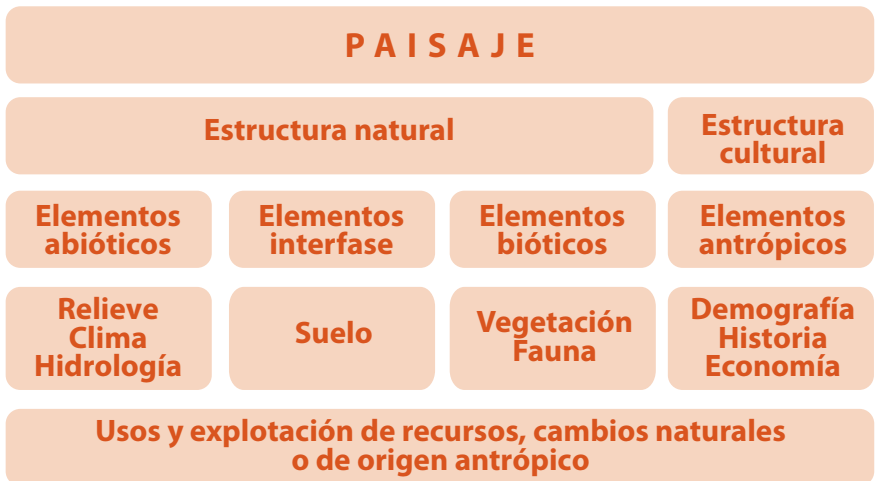 PAISAJE
Estructura natural
Estructura
cultural
Elementos
abióticos
Elementos
interfase
Elementos
bióticos
Elementos
antrópicos
Relieve
Clima
Hidrología
Suelo
Vegetación
Fauna
Demografía
Historia
Economía
Usos y explotación de recursos, cambios naturales
o de origen antrópico